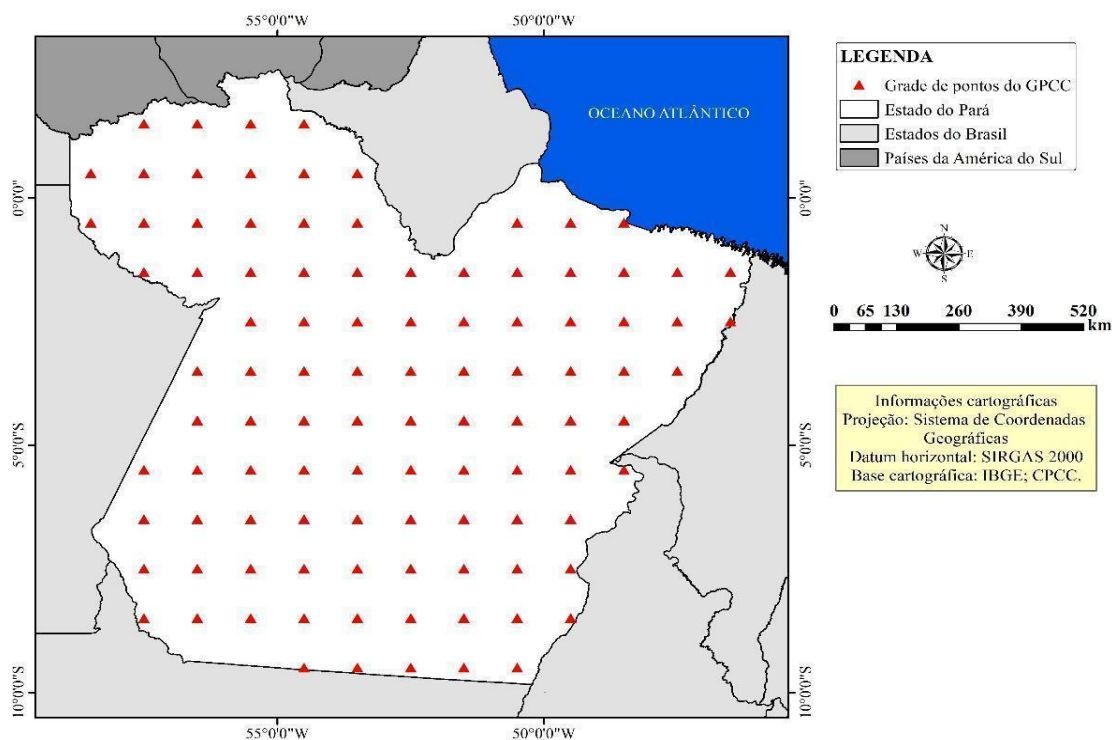 55°0'0"W
50°0'0"W
OCEANO ATLÂNTICO
0°0'0"
5°0'0"S
10°0'0"S
0°0'0"
5°0'0"S
10°0'0"S
55°0'0"W
50°0'0"W
LEGENDA
Grade de pontos do GPCC
Estado do Pará
Estados do Brasil
Países da América do Sul
N
W E
S
0 65 130 260 390 520
km
Informações cartográficas
Projeção: Sistema de Coordenadas
Geográficas
Datum horizontal: SIRGAS 2000
Base cartográfica: IBGE; CPCC.